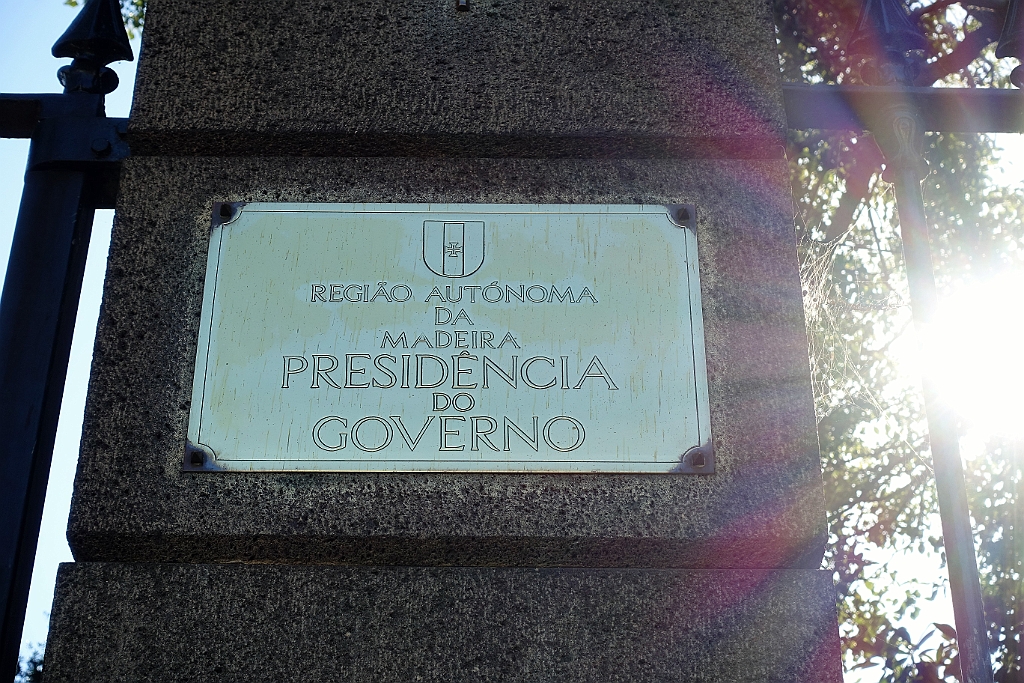 REGIÃO AUTÓNOMA
DA
MADEIRA
PRESIDÊNCIA
DO
GOVERNO